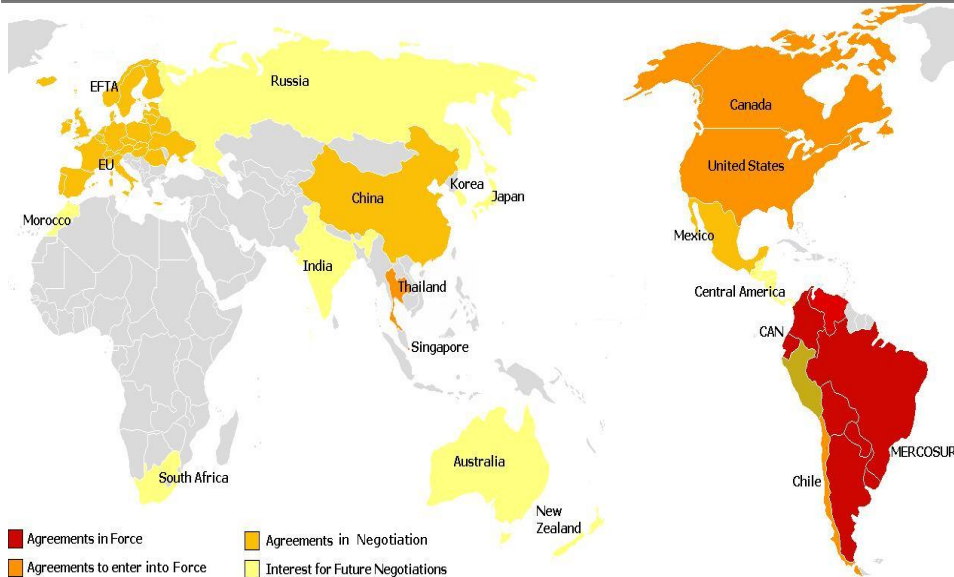 EFTA
Russia
Canada
EU
United States
China
Korea
Japan
Morocco
Mexico
India
Thailand
Central America
CAN
Singapore
MERCOSUR
Australia
South Africa
Chile
New
Zealand
Agreements in Force
Agreements in Negotiation
Agreements to enter into Force
Interest for Future Negotiations